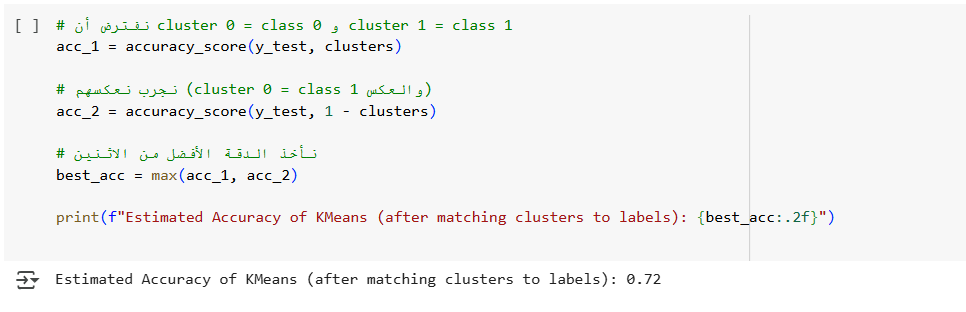 [ ] # نفترض أن cluster 0 = class 0 و cluster 1 = class 1
acc_1 = accuracy_score(y_test, clusters)
# نجرب نعكسهم (cluster 0 = class 1 والعكس)
acc_2 = accuracy_score(y_test, 1 - clusters)
# نأخذ الدقة الأفضل من الاثنين
best_acc = max(acc_1, acc_2)
print(f"Estimated Accuracy of KMeans (after matching clusters to labels): {best_acc:.2f}")
Estimated Accuracy of KMeans (after matching clusters to labels): 0.72